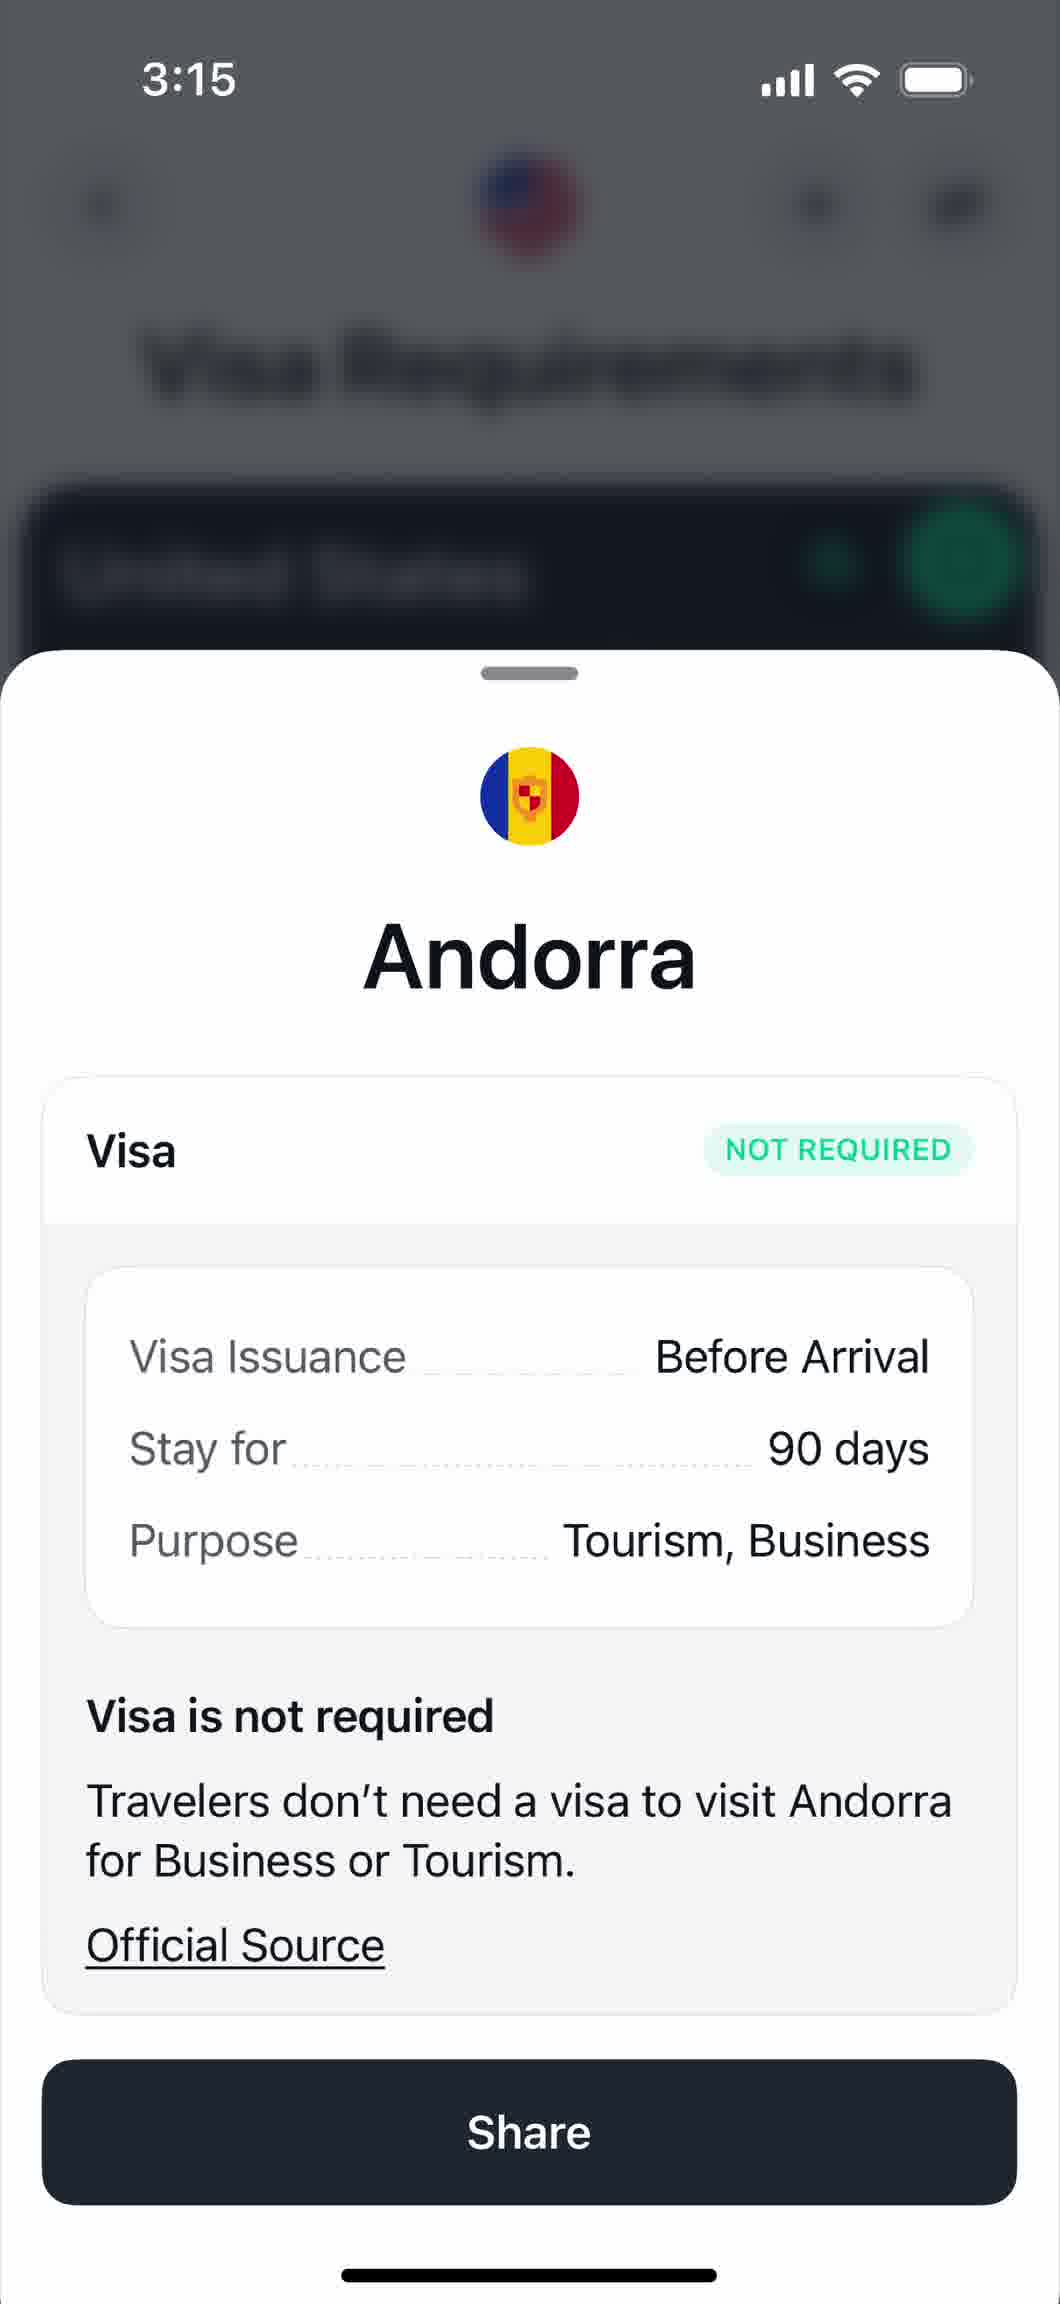 3:15
Visa Requirements
United States
Andorra
Visa
NOT REQUIRED
Visa Issuance Before Arrival
Stay for 90 days
Purpose Tourism, Business
Visa is not required
Travelers don’t need a visa to visit Andorra
for Business or Tourism.
Official Source
Share